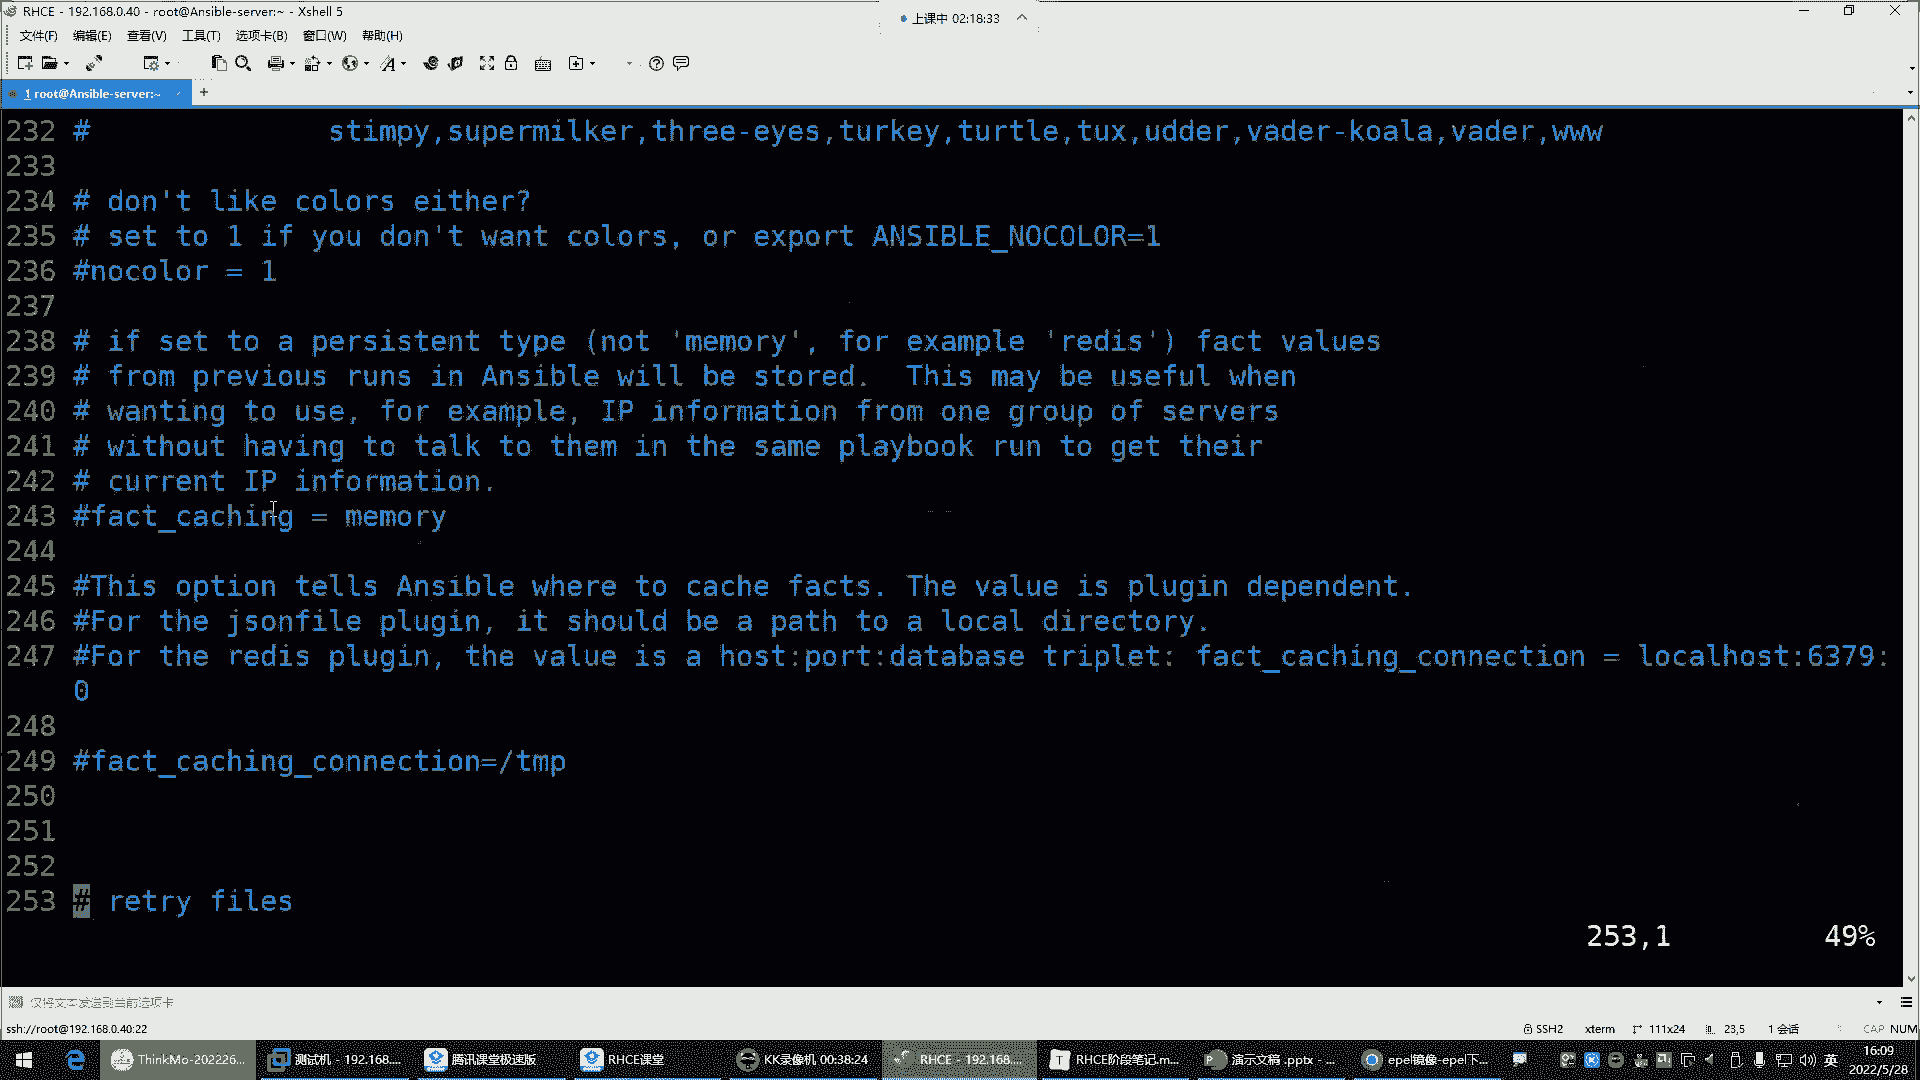 RHCE - 192.168.0.40 - root@Ansible-server:~ - Xshell 5
上课中 02:18:33
文件(F) 编辑(E) 查看(V) 工具(T) 选项卡(B) 窗口(W) 帮助(H)
1 root@Ansible-server:~
232 # stimpy,supermilker,three-eyes,turkey,turtle,tux,udder,vader-koala,vader,www
233
234 # don't like colors either?
235 # set to 1 if you don't want colors, or export ANSIBLE_NOCOLOR=1
236 #nocolor = 1
237
238 # if set to a persistent type (not 'memory', for example 'redis') fact values
239 # from previous runs in Ansible will be stored.  This may be useful when
240 # wanting to use, for example, IP information from one group of servers
241 # without having to talk to them in the same playbook run to get their
242 # current IP information.
243 #fact_caching = memory
244
245 #This option tells Ansible where to cache facts. The value is plugin dependent.
246 #For the jsonfile plugin, it should be a path to a local directory.
247 #For the redis plugin, the value is a host:port:database triplet: fact_caching_connection = localhost:6379:
0
248
249 #fact_caching_connection=/tmp
250
251
252
253 # retry files
253,1 49%
仅将文本发送到当前选项卡
ssh://root@192.168.0.40:22 SSH2 xterm 111x24 23,5 1 会话 CAP NUM
ThinkMo-202226... 测试机 - 192.168.... 腾讯课堂极速版 RHCE课堂 KK录像机 00:38:24 RHCE - 192.168.... RHCE阶段笔记.m... 演示文稿 .pptx - ... epel镜像-epel下... 英 16:09
2022/5/28